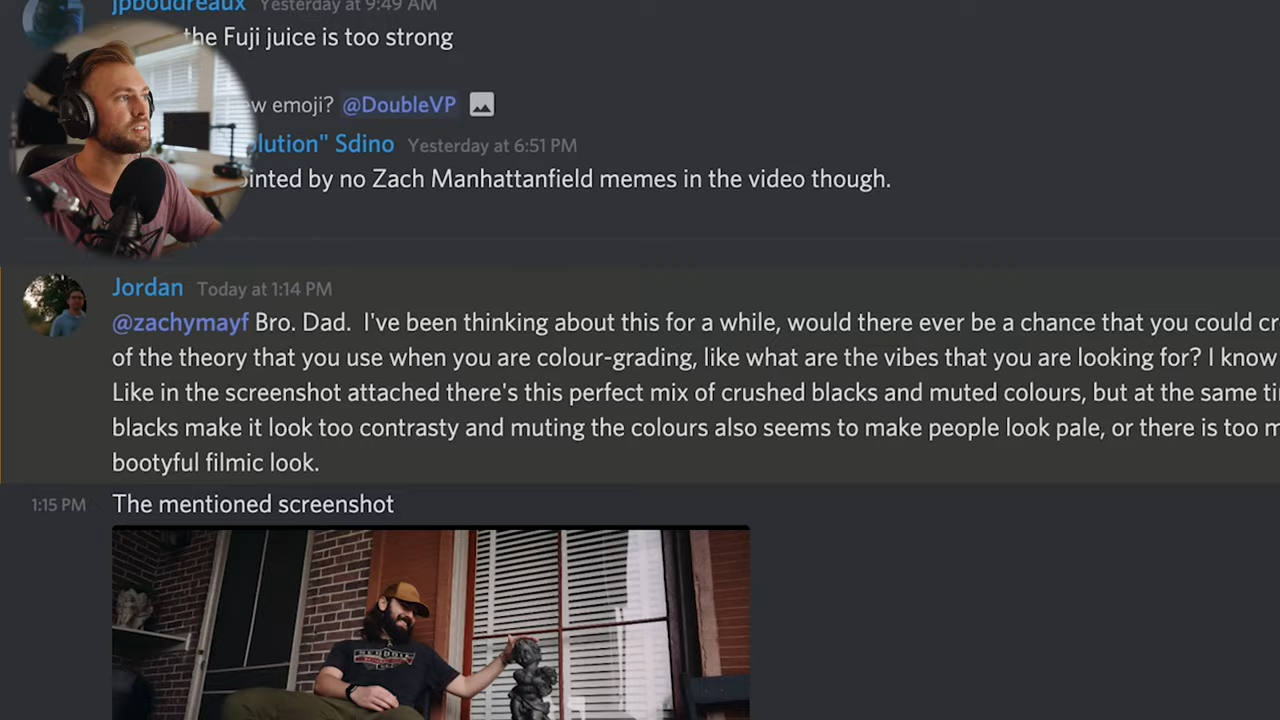 jpboudreaux Yesterday at 9:49 AM
the Fuji juice is too strong
emoji? @DoubleVP
Sdino Yesterday at 6:51 PM
by no Zach Manhattanfield memes in the video though.
Jordan Today at 1:14 PM
@zachymayf Bro. Dad. I've been thinking about this for a while, would there ever be a chance that you could
of the theory that you use when you are colour-grading, like what are the vibes that you are looking for? I know
Like in the screenshot attached there's this perfect mix of crushed blacks and muted colours, but at the same
blacks make it look too contrasty and muting the colours also seems to make people look pale, or there is too
bootyful filmic look.
1:15 PM The mentioned screenshot